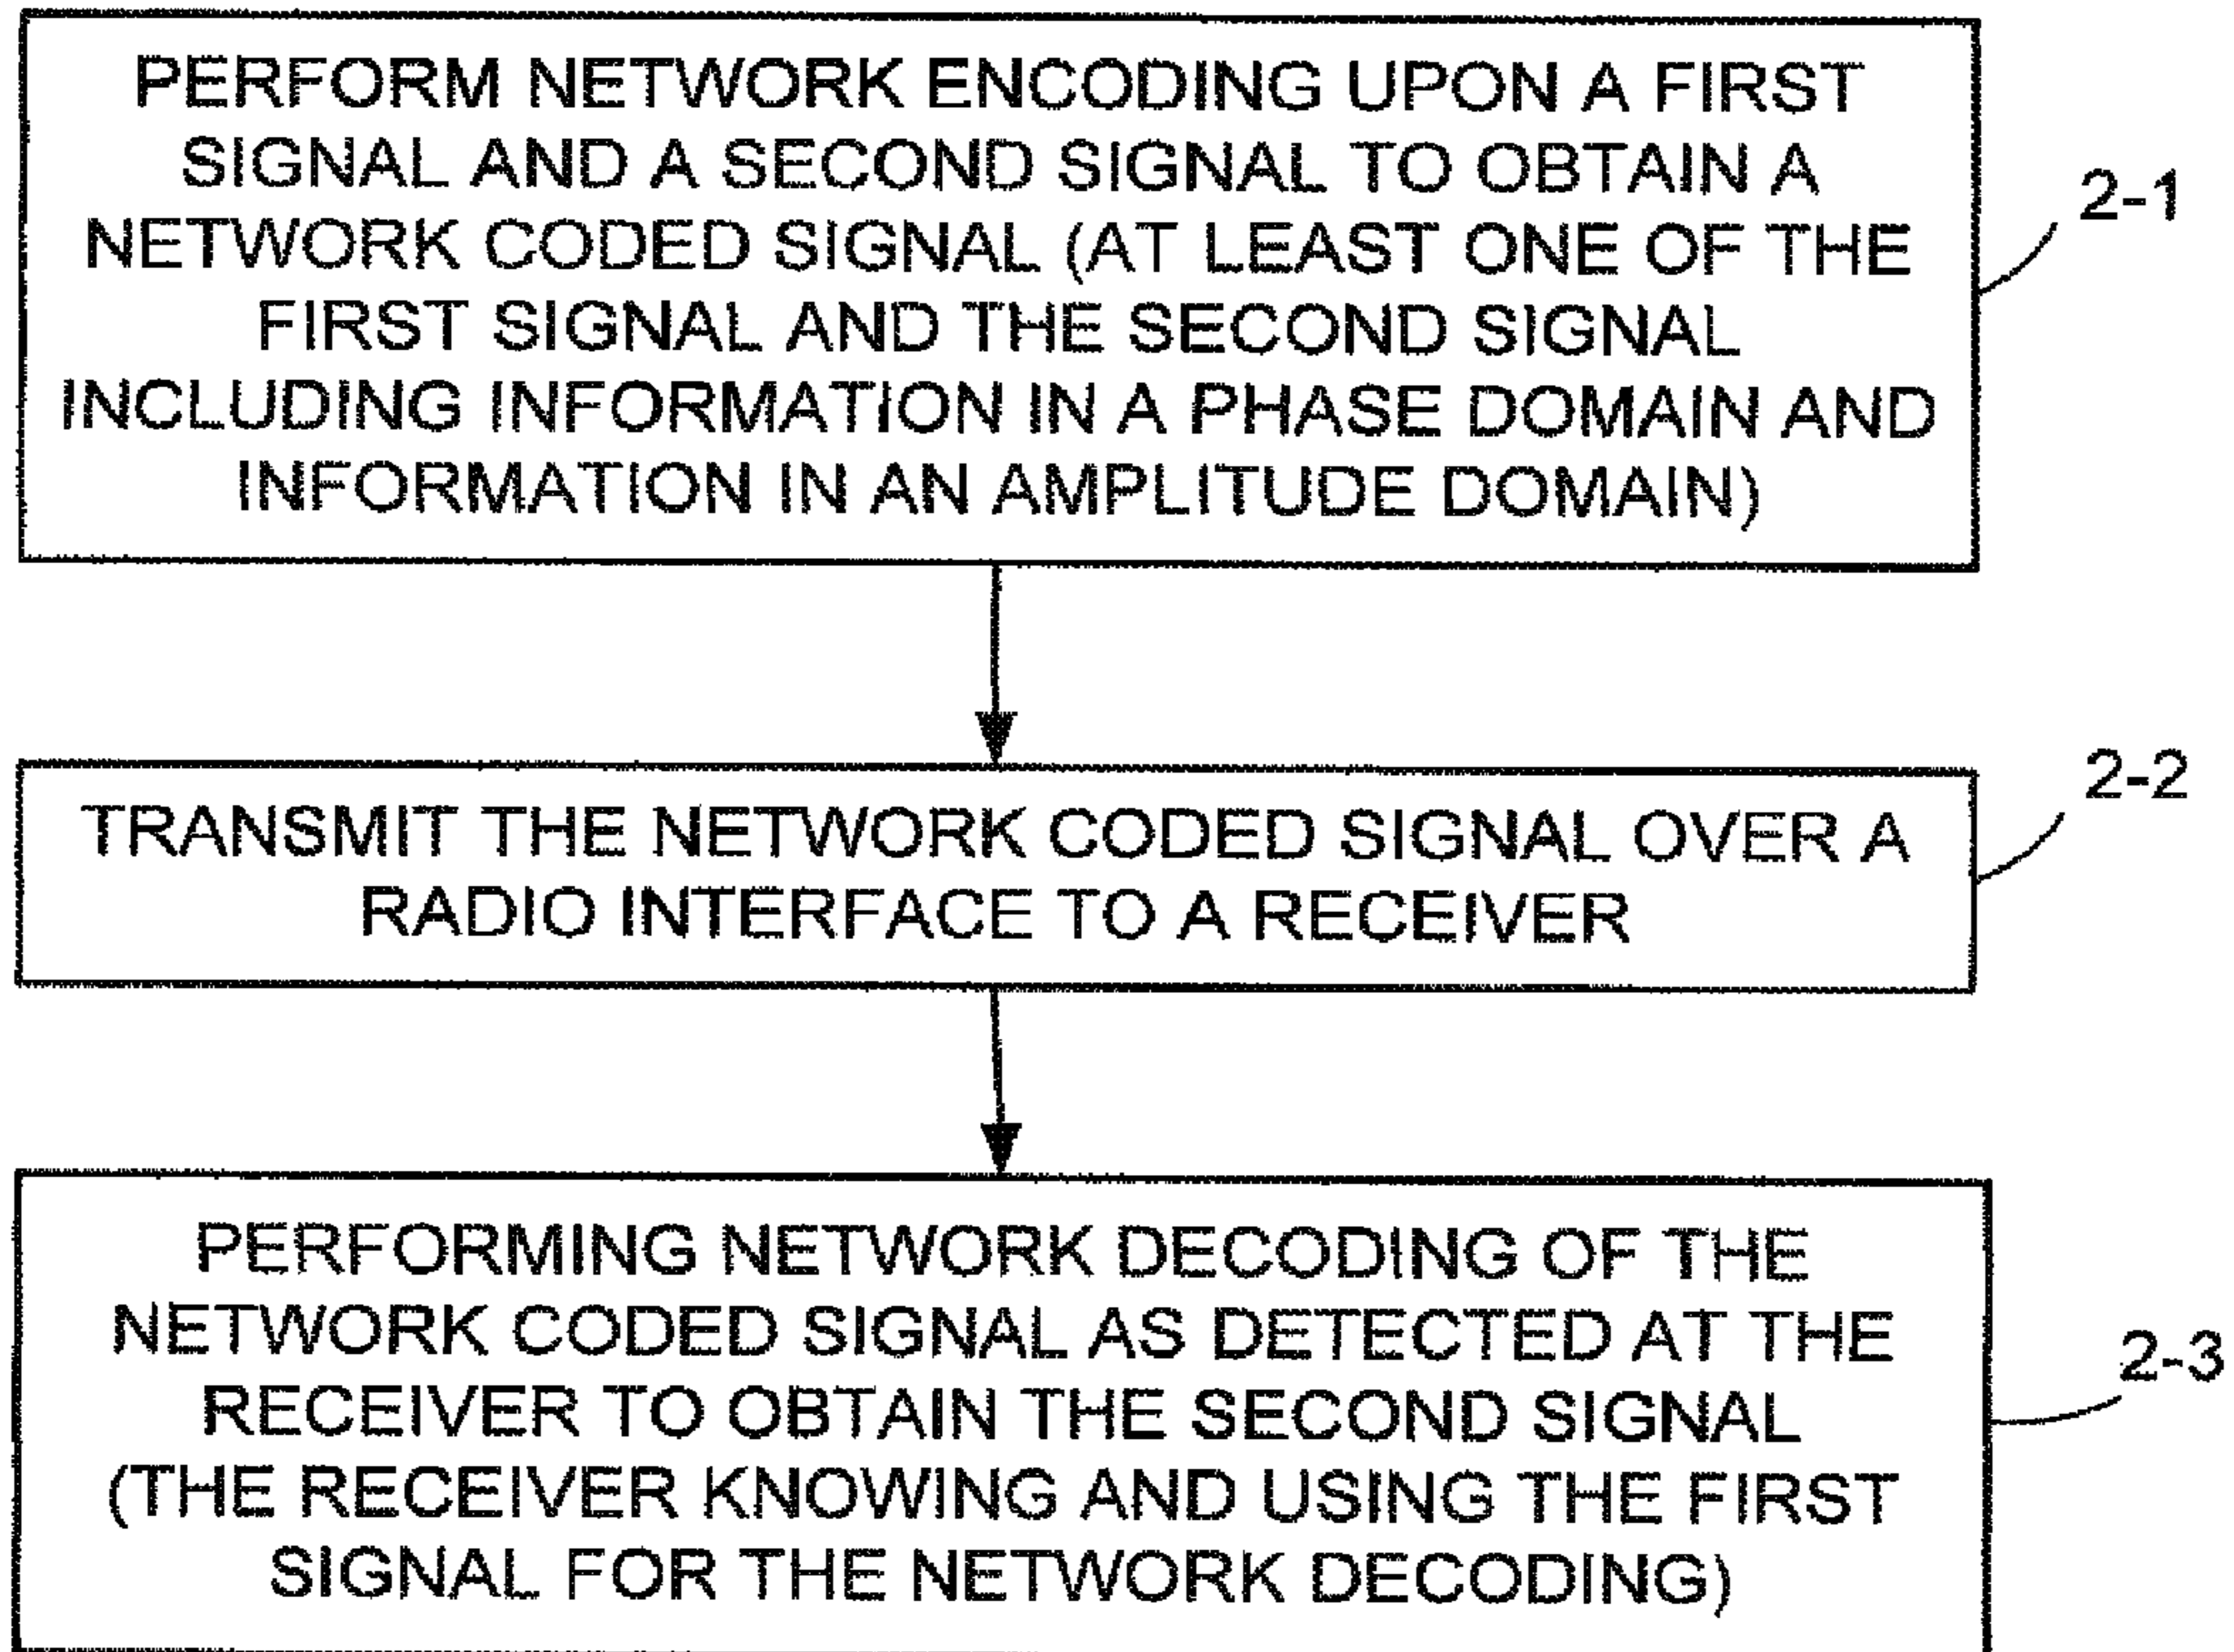 PERFORM NETWORK ENCODING UPON A FIRST
SIGNAL AND A SECOND SIGNAL TO OBTAIN A
NETWORK CODED SIGNAL (AT LEAST ONE OF THE
FIRST SIGNAL AND THE SECOND SIGNAL
INCLUDING INFORMATION IN A PHASE DOMAIN AND
INFORMATION IN AN AMPLITUDE DOMAIN)
2-1
TRANSMIT THE NETWORK CODED SIGNAL OVER A
RADIO INTERFACE TO A RECEIVER
2-2
PERFORMING NETWORK DECODING OF THE
NETWORK CODED SIGNAL AS DETECTED AT THE
RECEIVER TO OBTAIN THE SECOND SIGNAL
(THE RECEIVER KNOWING AND USING THE FIRST
SIGNAL FOR THE NETWORK DECODING)
2-3